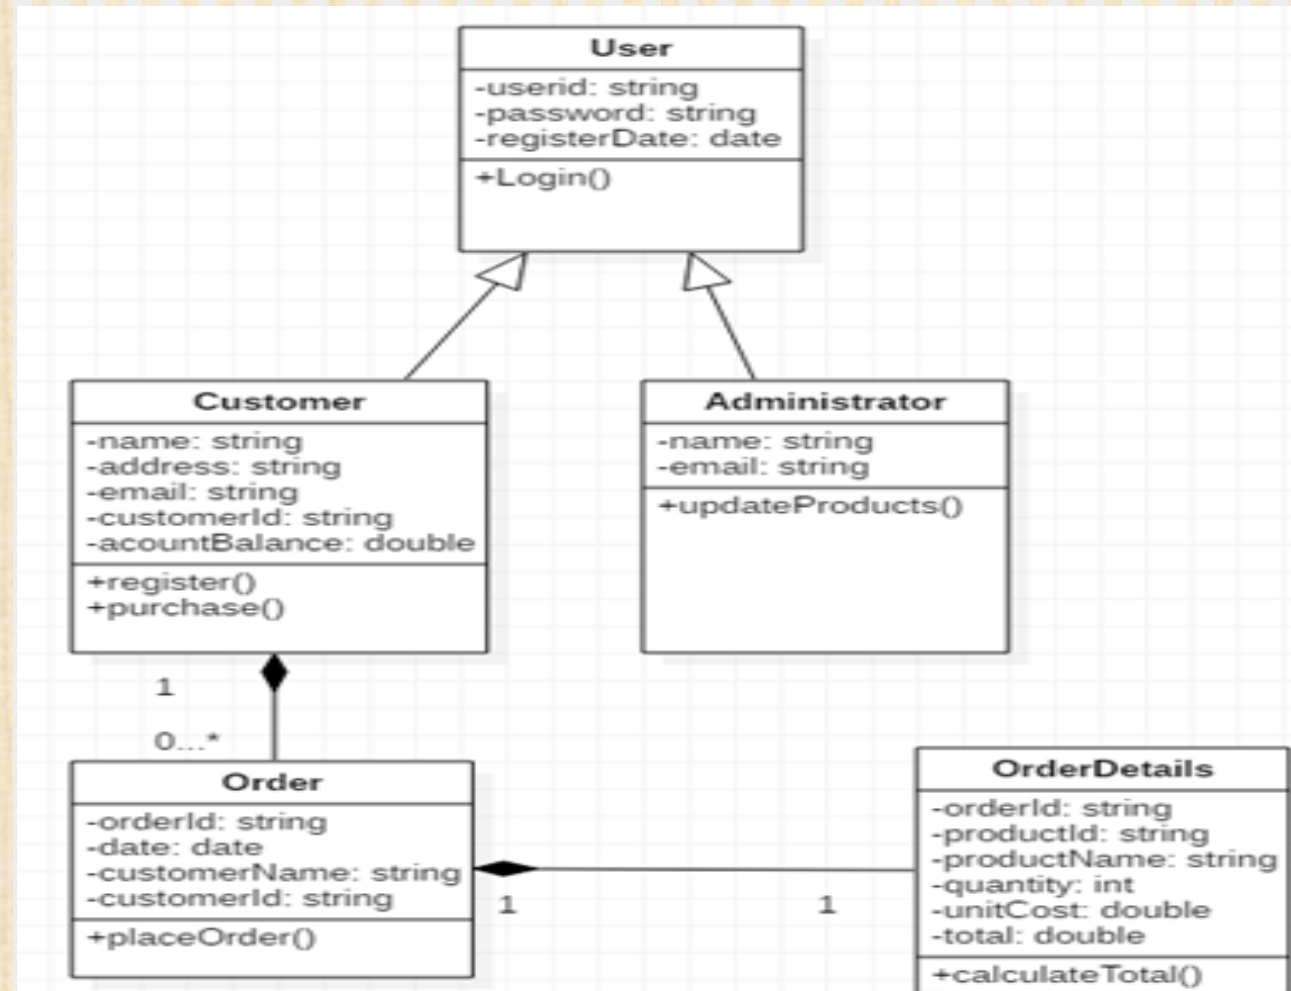 User
-userid: string
-password: string
-registerDate: date
+Login()
Customer
-name: string
-address: string
-email: string
-customerId: string
-acountBalance: double
+register()
+purchase()
Administrator
-name: string
-email: string
+updateProducts()
1
0...*
Order
-orderId: string
-date: date
-customerName: string
-customerId: string
+placeOrder()
1
1
OrderDetails
-orderId: string
-productId: string
-productName: string
-quantity: int
-unitCost: double
-total: double
+calculateTotal()